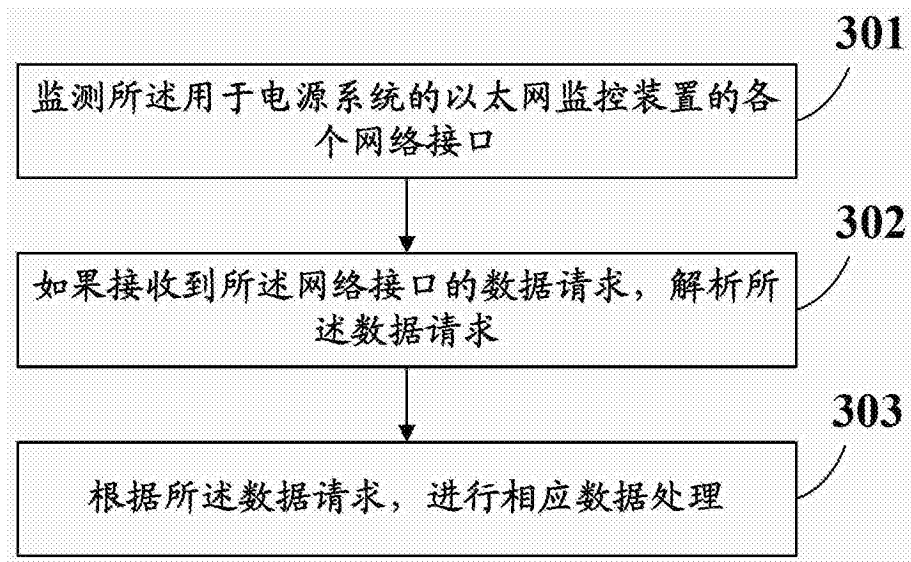 301
监测所述用于电源系统的以太网监控装置的各
个网络接口
302
如果接收到所述网络接口的数据请求，解析所
述数据请求
303
根据所述数据请求，进行相应数据处理